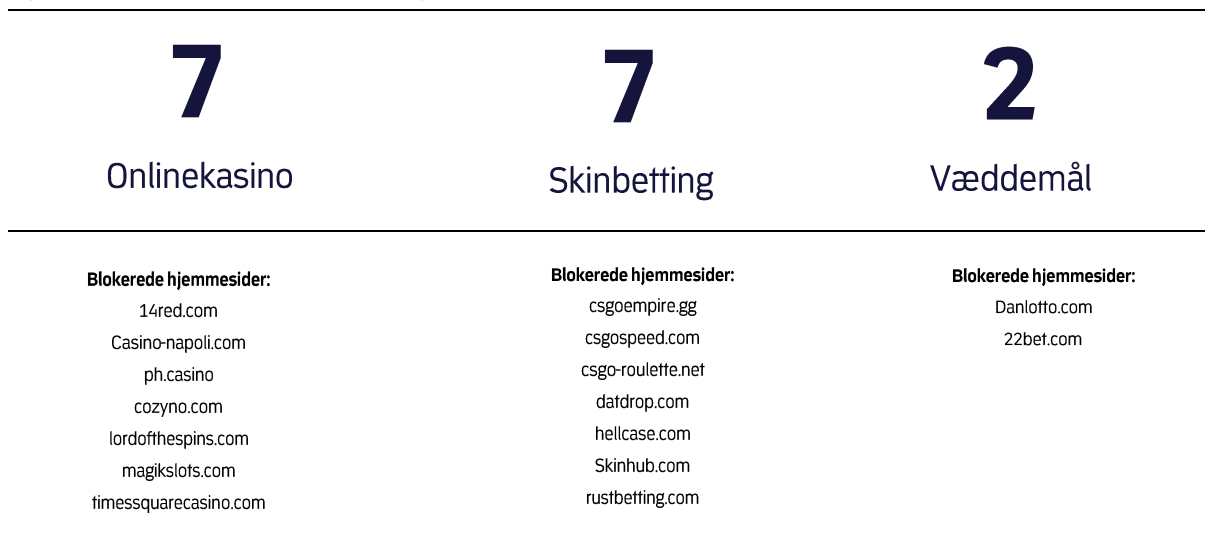 7
Onlinekasino
7
Skinbetting
2
Væddemål
Blokerede hjemmesider:
14red.com
Casino-napoli.com
ph.casino
cozyno.com
lordofthespins.com
magikslots.com
timessquarecasino.com
Blokerede hjemmesider:
csgoempire.gg
csgospeed.com
csgo-roulette.net
datdrop.com
hellcase.com
Skinhub.com
rustbetting.com
Blokerede hjemmesider:
Danlotto.com
22bet.com